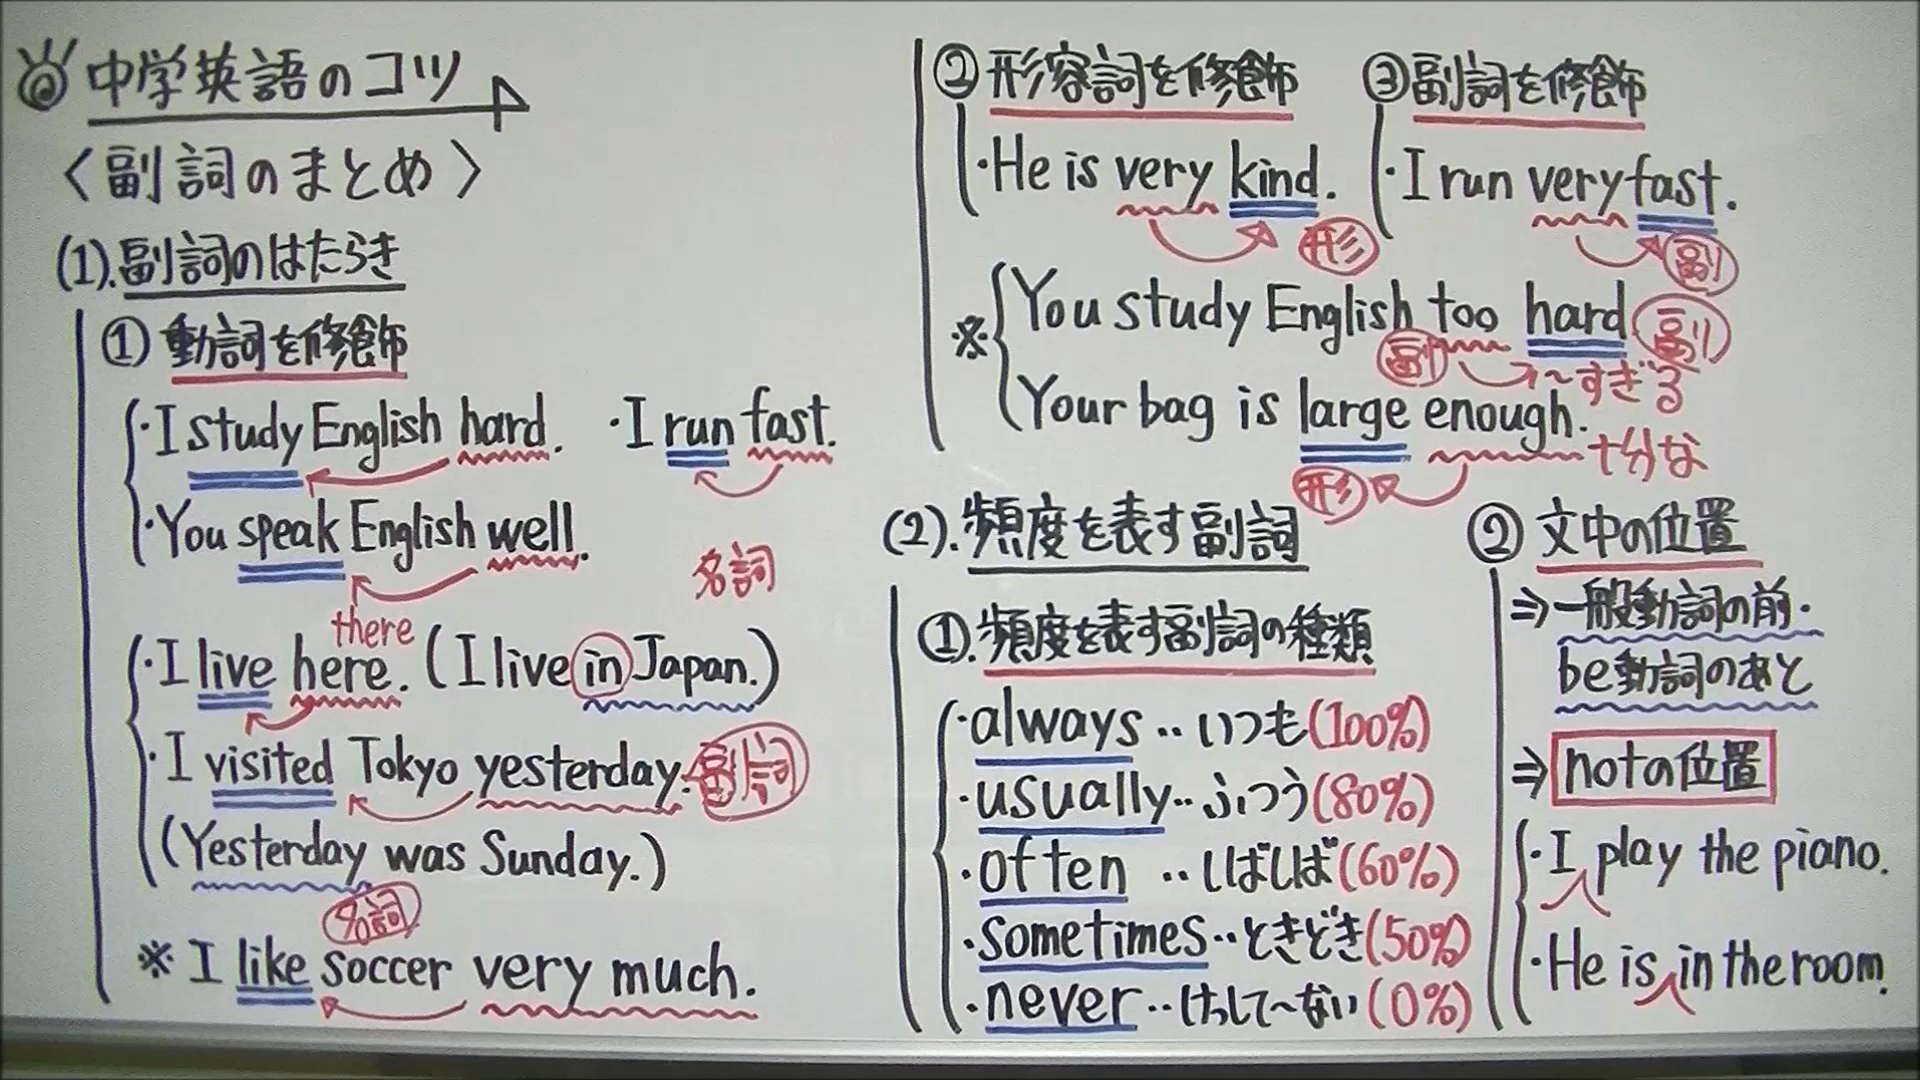 中学英語のコツ
〈副詞のまとめ〉
(1).副詞のはたらき
① 動詞を修飾
・I study English hard. ・I run fast.
・You speak English well.
名詞
there
・I live here. (I live in Japan.)
・I visited Tokyo yesterday. 副詞
(Yesterday was Sunday.)
名詞
※ I like soccer very much.
② 形容詞を修飾
・He is very kind.
形
③副詞を修飾
・I run very fast.
副
※ You study English too hard 副
副 〜すぎる
Your bag is large enough.
形 十分な
(2).頻度を表す副詞
①.頻度を表す副詞の種類
・always‥いつも(100%)
・usually‥ふつう(80%)
・often ‥しばしば(60%)
・sometimes‥ときどき(50%)
・never‥けっして〜ない(0%)
② 文中の位置
⇒一般動詞の前.
be動詞のあと
⇒notの位置
・I play the piano.
・He is in the room.